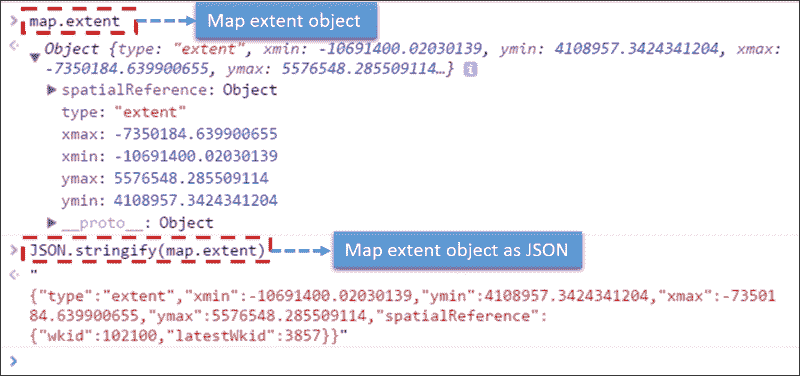 > map.extent Map extent object
Object {type: "extent", xmin: -10691400.02030139, ymin: 4108957.3424341204, xmax:
-7350184.639900655, ymax: 5576548.285509114…} i
spatialReference: Object
type: "extent"
xmax: -7350184.639900655
xmin: -10691400.02030139
ymax: 5576548.285509114
ymin: 4108957.3424341204
__proto__: Object
> JSON.stringify(map.extent) Map extent object as JSON
"
{"type":"extent","xmin":-10691400.02030139,"ymin":4108957.3424341204,"xmax":-73501
84.639900655,"ymax":5576548.285509114,"spatialReference":
{"wkid":102100,"latestWkid":3857}}"
>